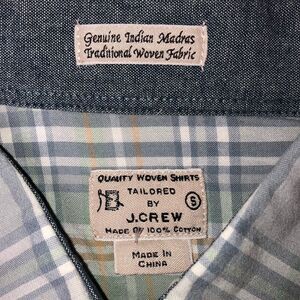 Genuine Indian Madras
Traditional Woven Fabric
QUALITY WOVEN SHIRTS
TAILORED
BY
S
J.CREW
MADE OF 100% COTTON
MADE IN
CHINA